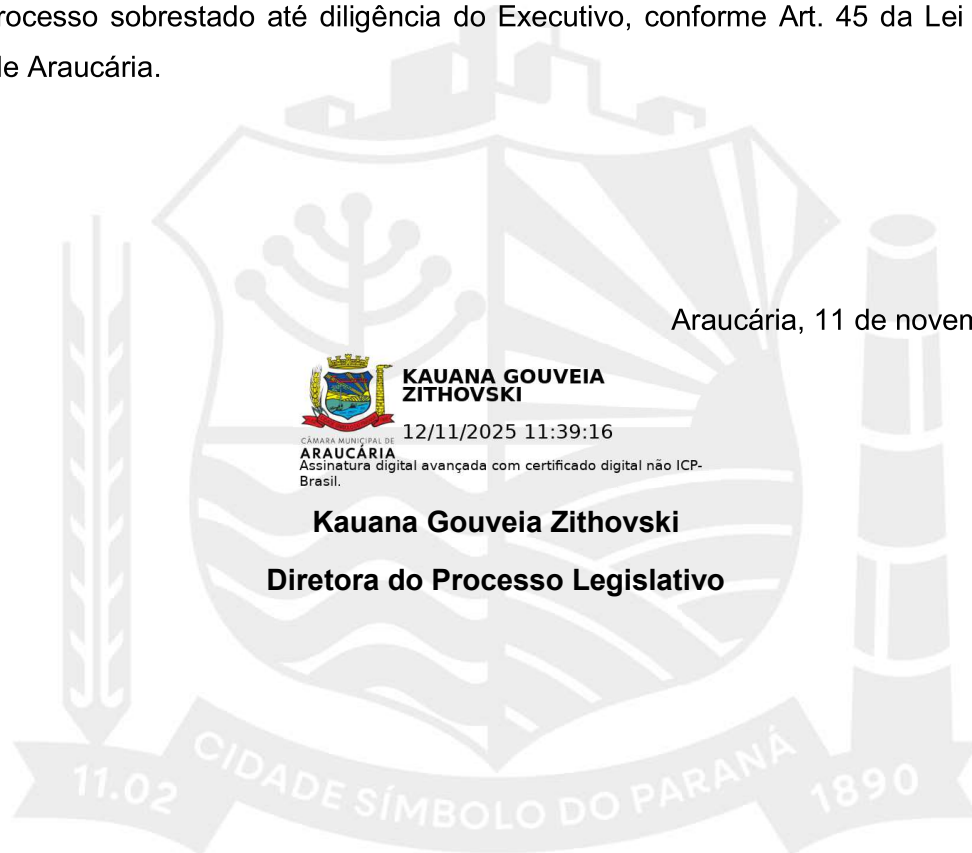 rocesso sobrestado até diligência do Executivo, conforme Art. 45 da Lei
de Araucária.
Araucária, 11 de novem
KAUANA GOUVEIA
ZITHOVSKI
12/11/2025 11:39:16
CÂMARA MUNICIPAL DE
ARAUCÁRIA
Assinatura digital avançada com certificado digital não ICP-
Brasil.
Kauana Gouveia Zithovski
Diretora do Processo Legislativo
11.02 CIDADE SÍMBOLO DO PARANÁ 1890